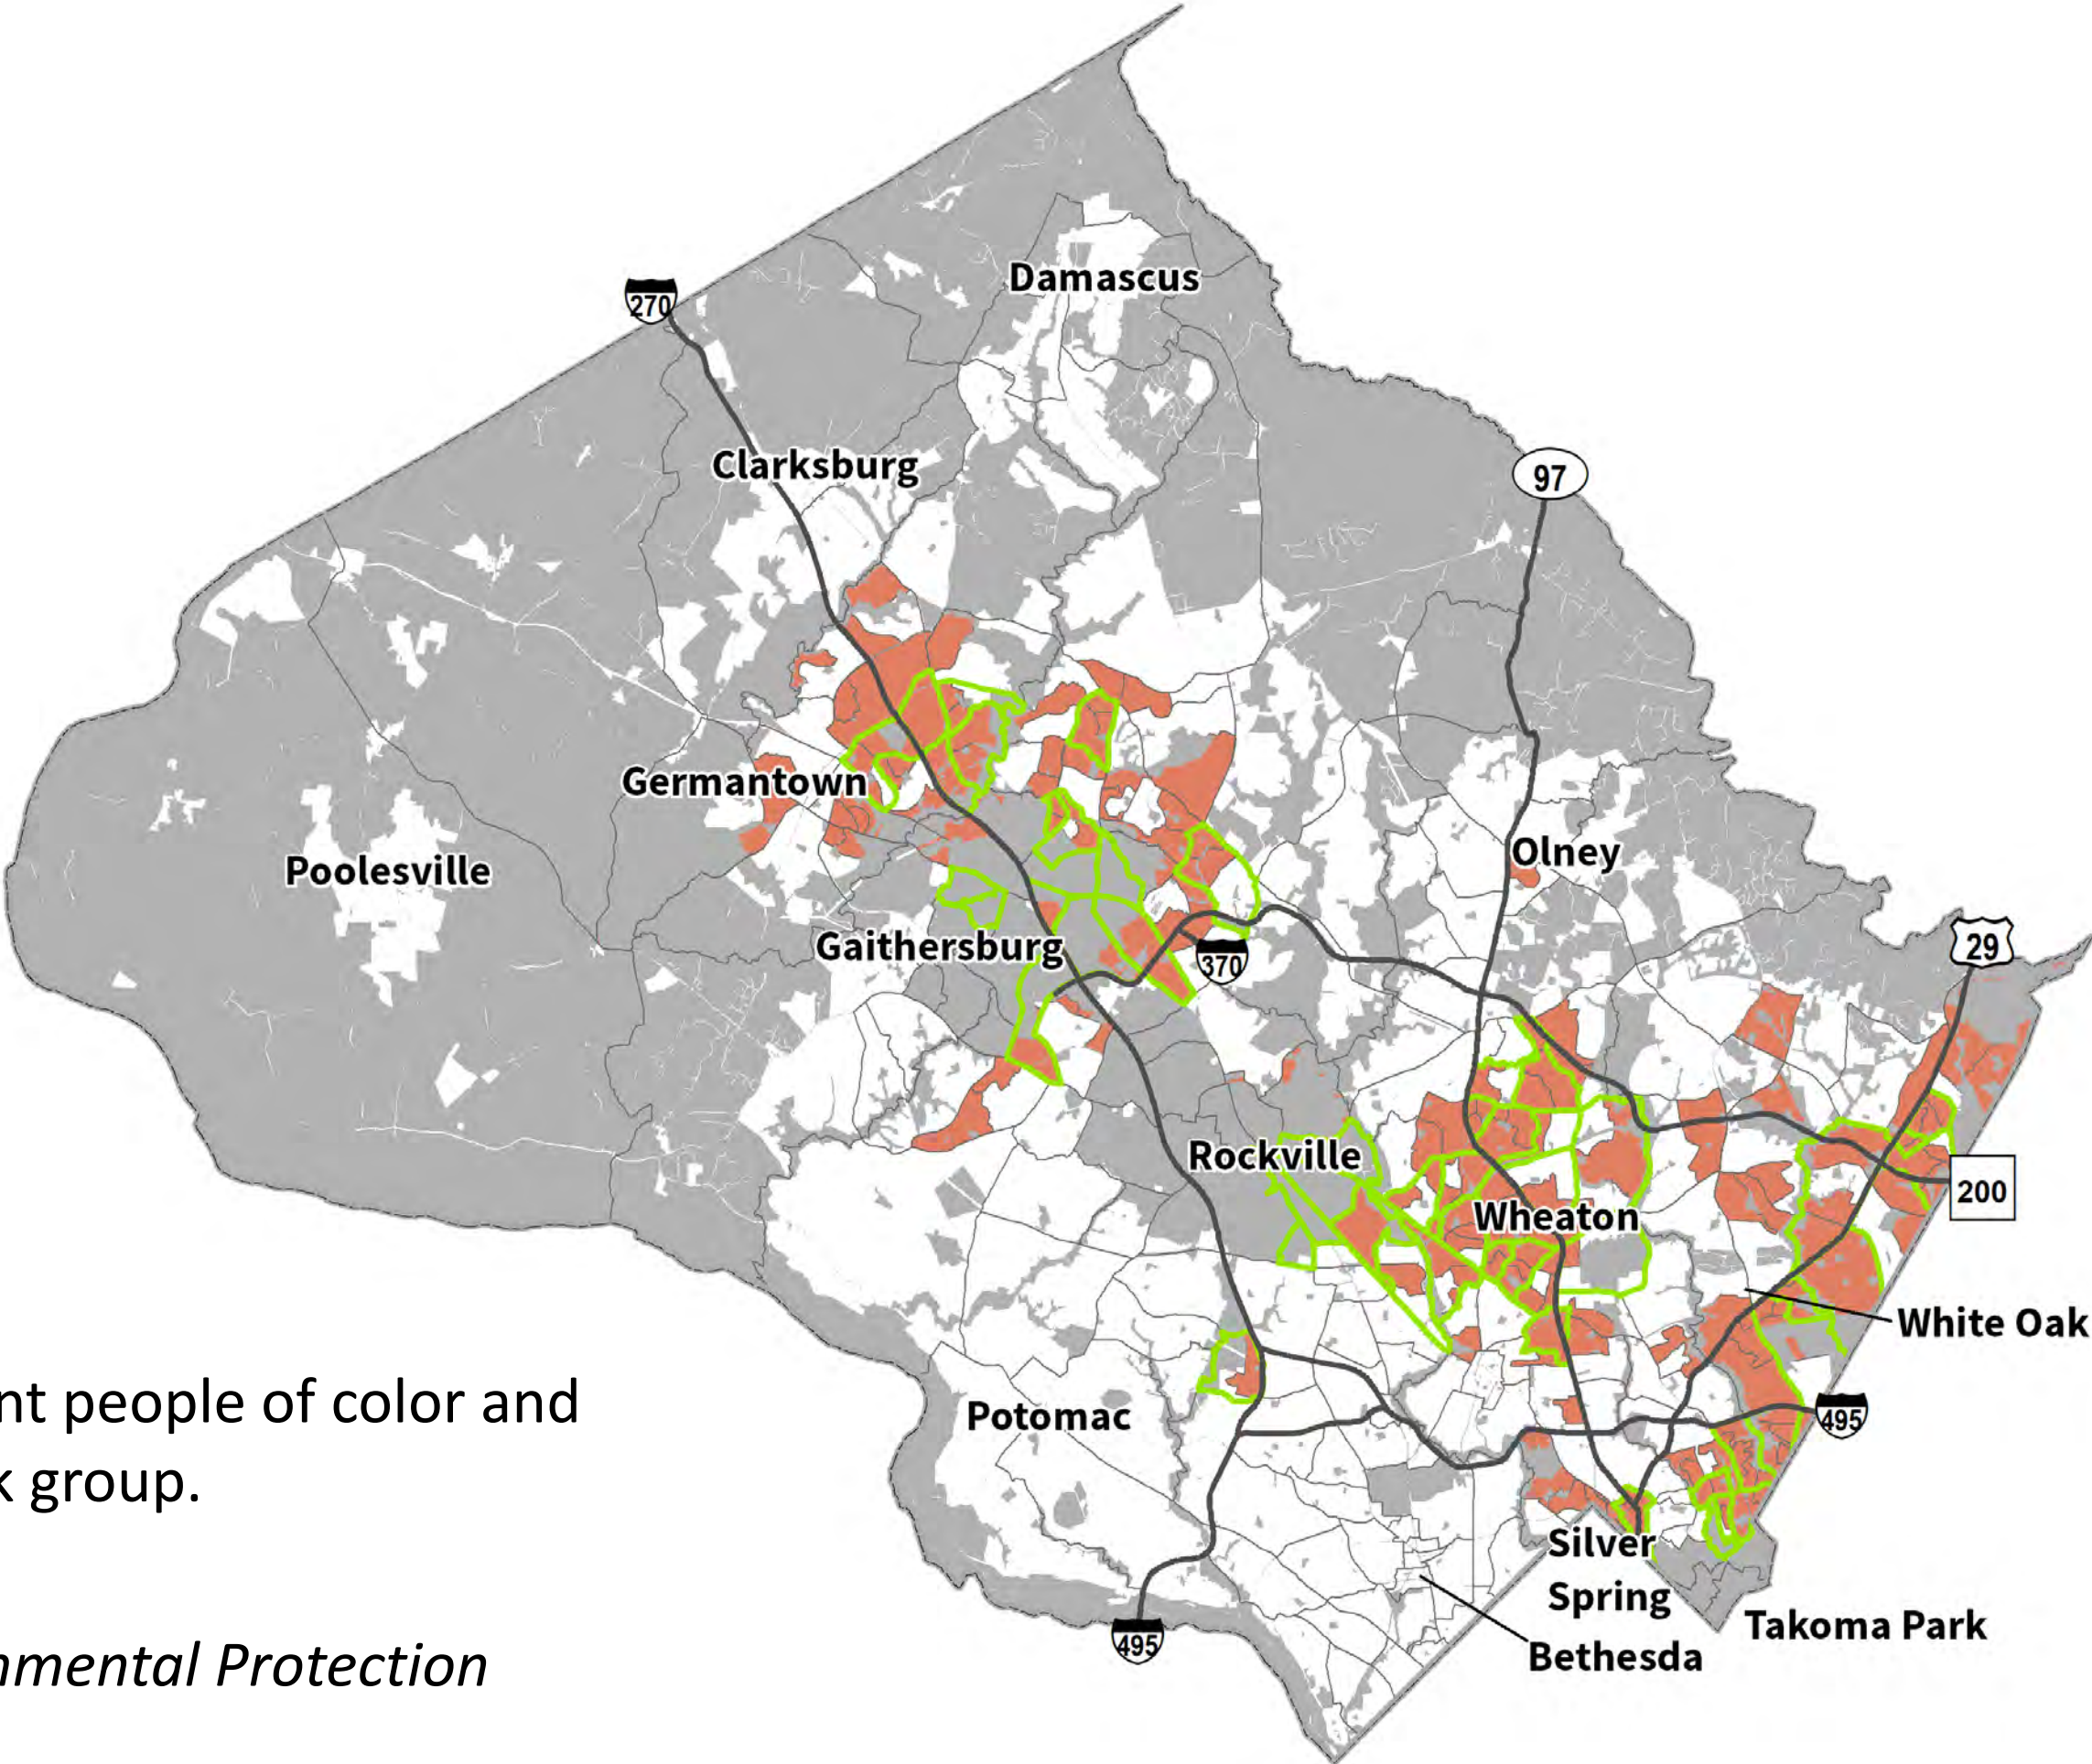 Damascus
270
Clarksburg
97
Germantown
Olney
Poolesville
29
Gaithersburg
370
Rockville
200
Wheaton
White Oak
nt people of color and
Potomac
495
k group.
Silver
Spring
Takoma Park
495
Bethesda
nmental Protection